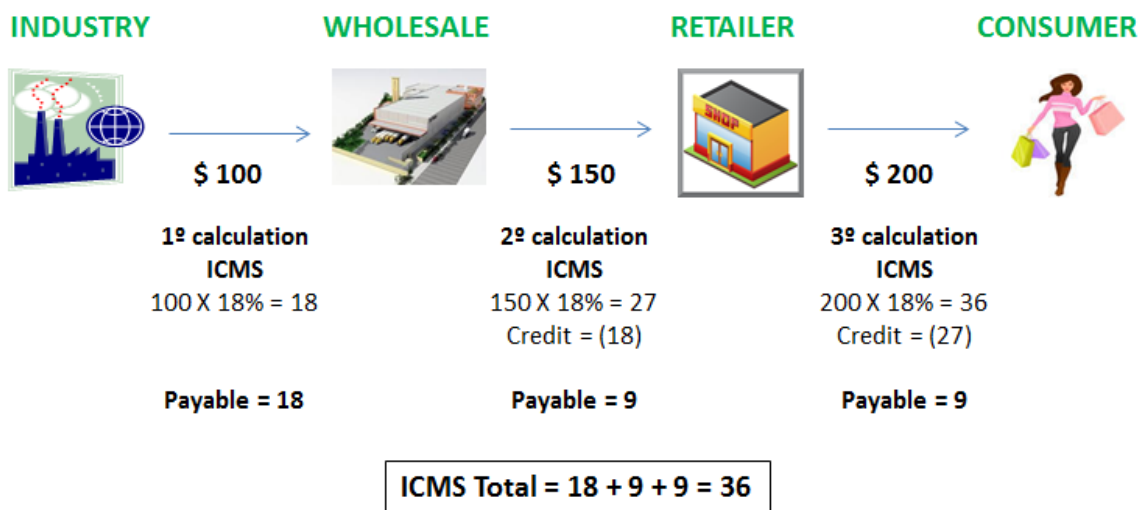 INDUSTRY
WHOLESALE
RETAILER
CONSUMER
SHOP
$ 100
$ 150
$ 200
1º calculation
ICMS
100 X 18% = 18
Payable = 18
2º calculation
ICMS
150 X 18% = 27
Credit = (18)
Payable = 9
3º calculation
ICMS
200 X 18% = 36
Credit = (27)
Payable = 9
ICMS Total = 18 + 9 + 9 = 36